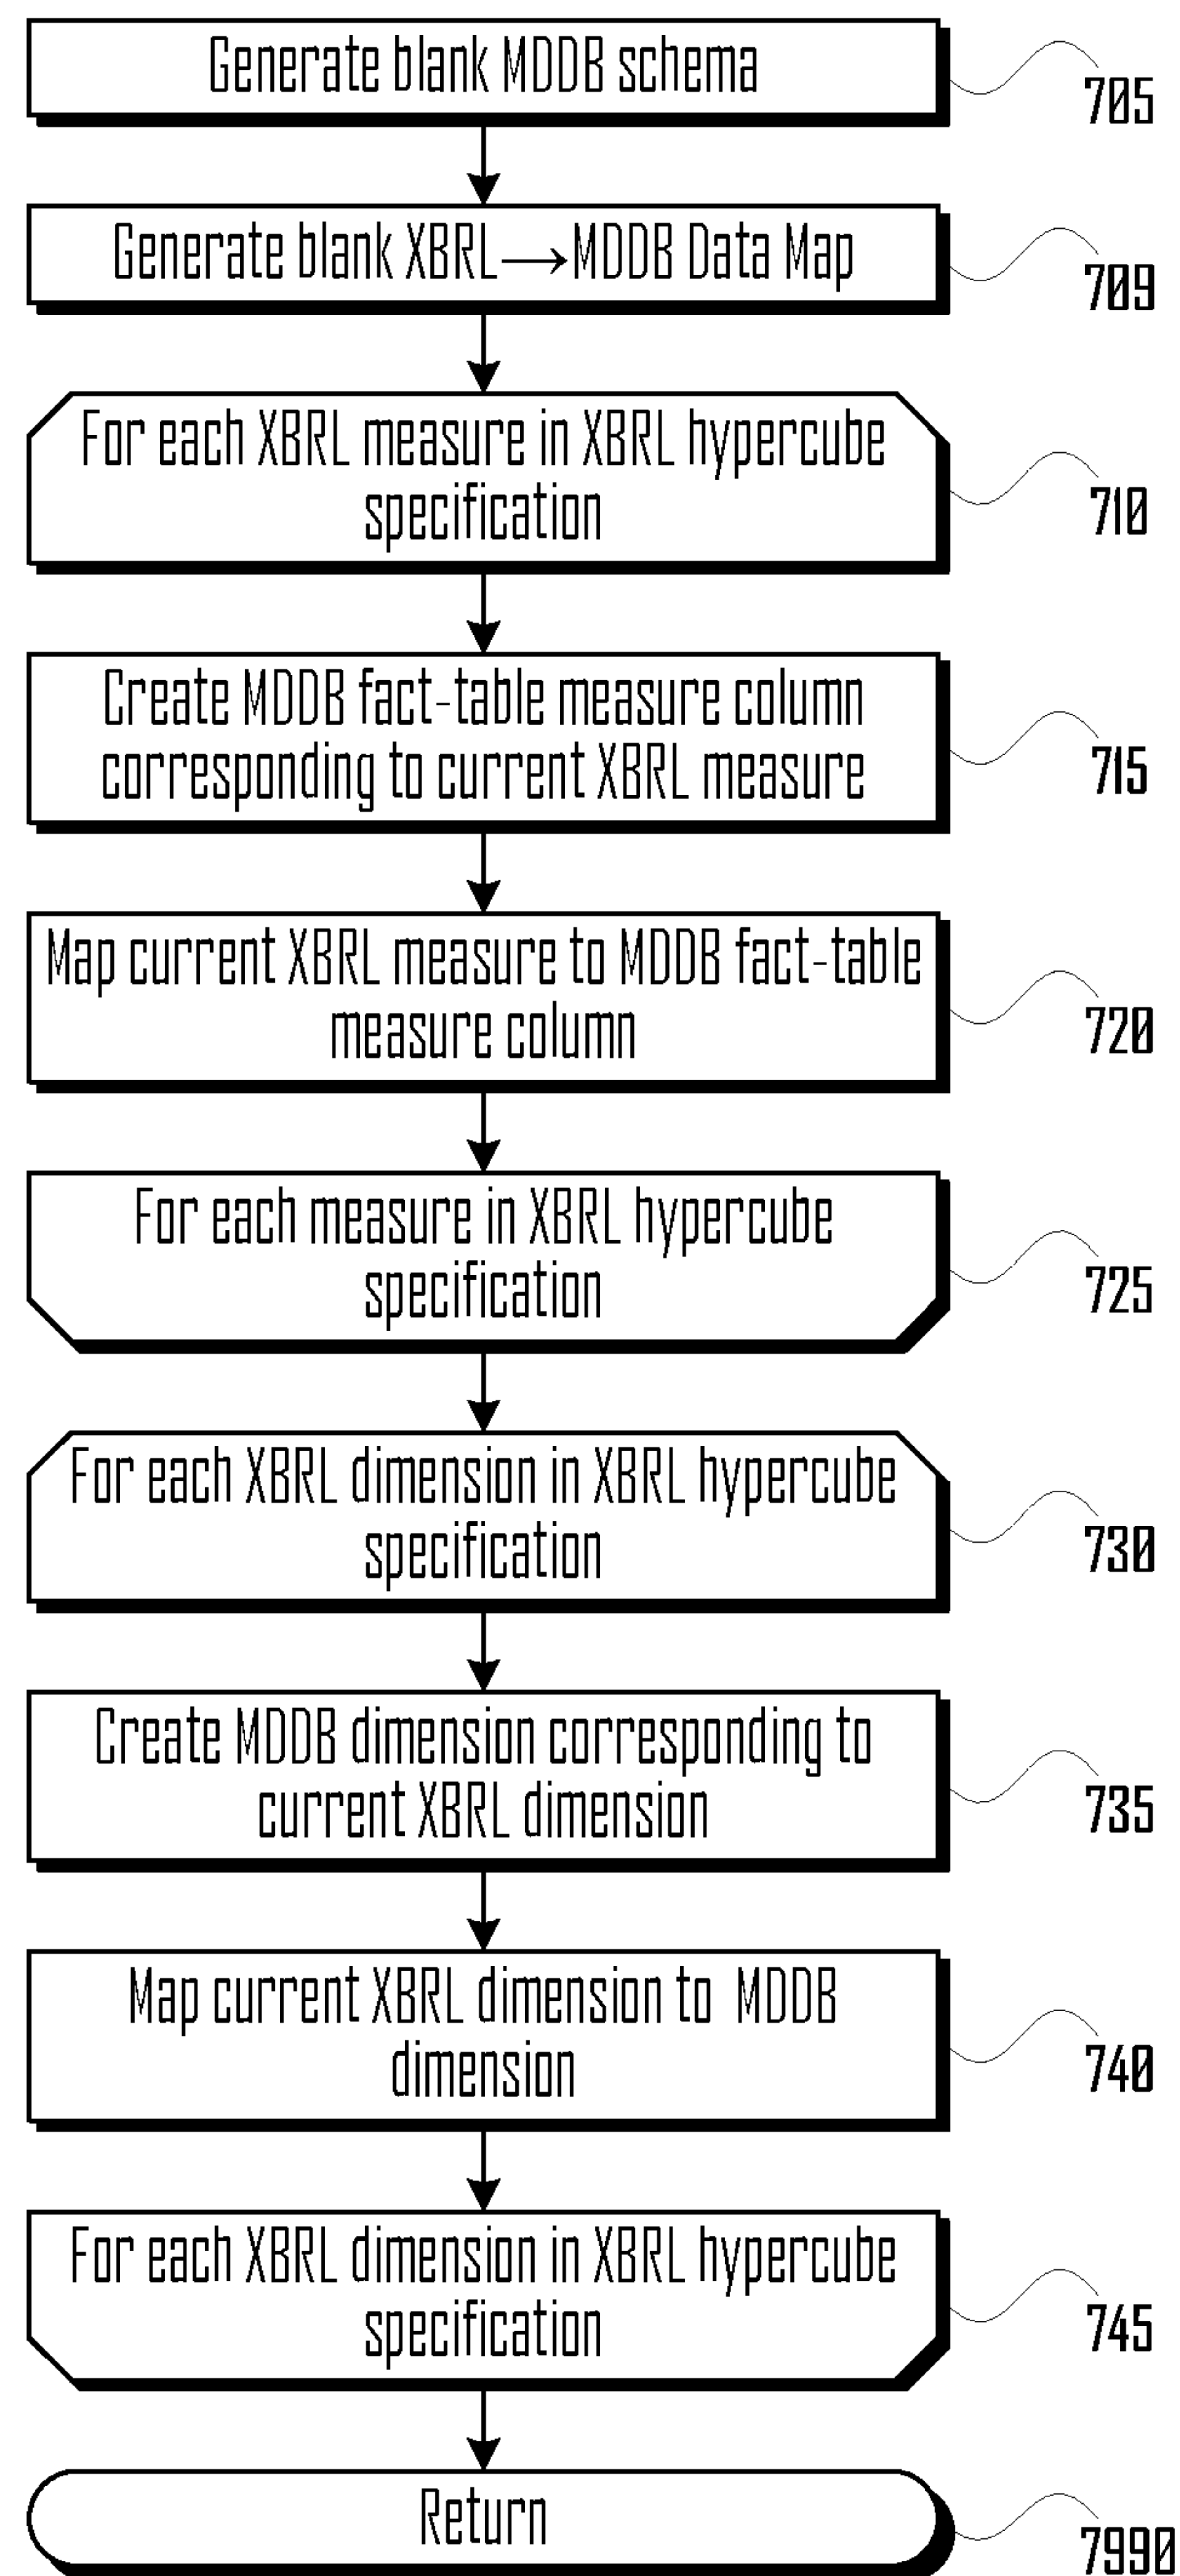 Generate blank MDDB schema
705
Generate blank XBRL→MDDB Data Map
709
For each XBRL measure in XBRL hypercube
specification
710
Create MDDB fact-table measure column
corresponding to current XBRL measure
715
Map current XBRL measure to MDDB fact-table
measure column
720
For each measure in XBRL hypercube
specification
725
For each XBRL dimension in XBRL hypercube
specification
730
Create MDDB dimension corresponding to
current XBRL dimension
735
Map current XBRL dimension to MDDB
dimension
740
For each XBRL dimension in XBRL hypercube
specification
745
Return
7990